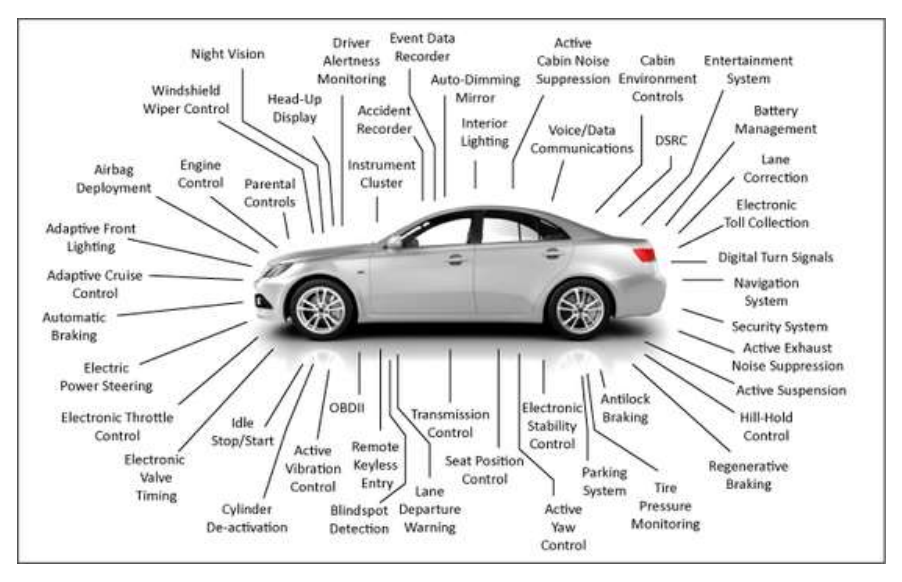 Night Vision
Driver
Alertness
Monitoring
Event Data
Recorder
Active
Cabin Noise
Suppression
Cabin
Environment
Controls
Entertainment
System
Windshield
Wiper Control
Head-Up
Display
Accident
Recorder
Auto-Dimming
Mirror
Interior
Lighting
Voice/Data
Communications
DSRC
Battery
Management
Airbag
Deployment
Engine
Control
Parental
Controls
Instrument
Cluster
Lane
Correction
Adaptive Front
Lighting
Electronic
Toll Collection
Adaptive Cruise
Control
Digital Turn Signals
Navigation
System
Automatic
Braking
Security System
Electric
Power Steering
Active Exhaust
Noise Suppression
Active Suspension
Electronic Throttle
Control
Idle
Stop/Start
OBDII
Transmission
Control
Electronic
Stability
Control
Antilock
Braking
Hill-Hold
Control
Electronic
Valve
Timing
Active
Vibration
Control
Remote
Keyless
Entry
Seat Position
Control
Parking
System
Regenerative
Braking
Cylinder
De-activation
Blindspot
Detection
Lane
Departure
Warning
Active
Yaw
Control
Tire
Pressure
Monitoring